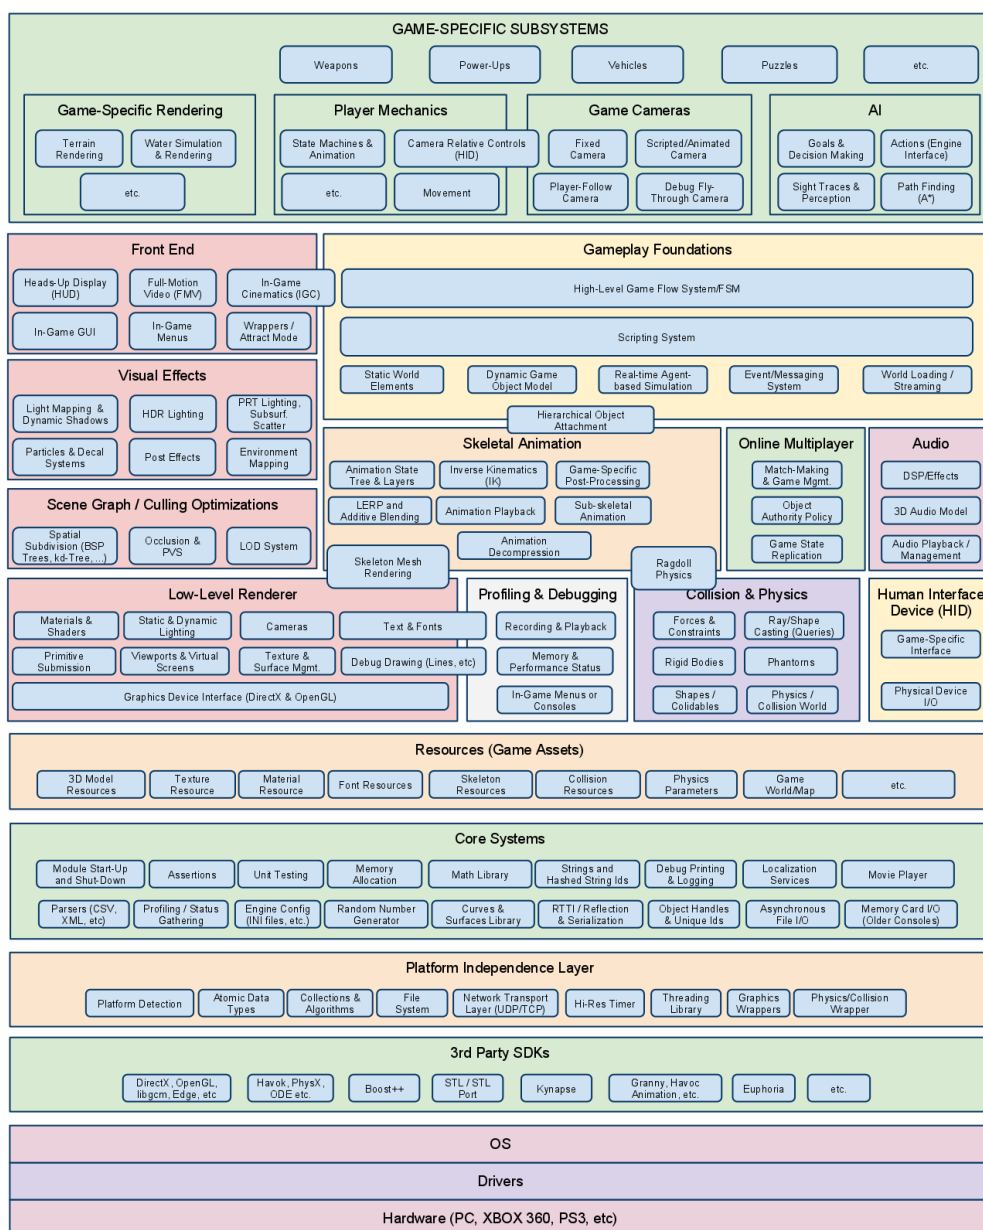 GAME-SPECIFIC SUBSYSTEMS
Weapons
Power-Ups
Vehicles
Puzzles
etc.
Game-Specific Rendering
Terrain
Rendering
Water Simulation
& Rendering
etc.
Player Mechanics
State Machines &
Animation
Camera Relative Controls
(HID)
etc.
Movement
Game Cameras
Fixed
Camera
Scripted/Animated
Camera
Player-Follow
Camera
Debug Fly-
Through Camera
AI
Goals &
Decision Making
Actions (Engine
Interface)
Sight Traces &
Perception
Path Finding
(A*)
Front End
Heads-Up Display
(HUD)
Full-Motion
Video (FMV)
In-Game
Cinematics (IGC)
In-Game GUI
In-Game
Menus
Wrappers /
Attract Mode
Gameplay Foundations
High-Level Game Flow System/FSM
Scripting System
Static World
Elements
Dynamic Game
Object Model
Real-time Agent-
based Simulation
Event/Messaging
System
World Loading /
Streaming
Hierarchical Object
Attachment
Visual Effects
Light Mapping &
Dynamic Shadows
HDR Lighting
PRT Lighting,
Subsurf.
Scatter
Particles & Decal
Systems
Post Effects
Environment
Mapping
Skeletal Animation
Animation State
Tree & Layers
Inverse Kinematics
(IK)
Game-Specific
Post-Processing
LERP and
Additive Blending
Animation Playback
Sub-skeletal
Animation
Animation
Decompression
Online Multiplayer
Match-Making
& Game Mgmt.
Object
Authority Policy
Game State
Replication
Audio
DSP/Effects
3D Audio Model
Audio Playback /
Management
Scene Graph / Culling Optimizations
Spatial
Subdivision (BSP
Trees, kd-Tree, ...)
Occlusion &
PVS
LOD System
Skeleton Mesh
Rendering
Ragdoll
Physics
Low-Level Renderer
Materials &
Shaders
Static & Dynamic
Lighting
Cameras
Text & Fonts
Primitive
Submission
Viewports & Virtual
Screens
Texture &
Surface Mgmt.
Debug Drawing (Lines, etc)
Graphics Device Interface (DirectX & OpenGL)
Profiling & Debugging
Recording & Playback
Memory &
Performance Status
In-Game Menus or
Consoles
Collision & Physics
Forces &
Constraints
Ray/Shape
Casting (Queries)
Rigid Bodies
Phantoms
Shapes /
Colidables
Physics /
Collision World
Human Interface
Device (HID)
Game-Specific
Interface
Physical Device
I/O
Resources (Game Assets)
3D Model
Resources
Texture
Resource
Material
Resource
Font Resources
Skeleton
Resources
Collision
Resources
Physics
Parameters
Game
World/Map
etc.
Core Systems
Module Start-Up
and Shut-Down
Assertions
Unit Testing
Memory
Allocation
Math Library
Strings and
Hashed String Ids
Debug Printing
& Logging
Localization
Services
Movie Player
Parsers (CSV,
XML, etc)
Profiling / Status
Gathering
Engine Config
(INI files, etc.)
Random Number
Generator
Curves &
Surfaces Library
RTTI / Reflection
& Serialization
Object Handles
& Unique Ids
Asynchronous
File I/O
Memory Card I/O
(Older Consoles)
Platform Independence Layer
Platform Detection
Atomic Data
Types
Collections &
Algorithms
File
System
Network Transport
Layer (UDP/TCP)
Hi-Res Timer
Threading
Library
Graphics
Wrappers
Physics/Collision
Wrapper
3rd Party SDKs
DirectX, OpenGL,
libgcm, Edge, etc
Havok, PhysX,
ODE etc.
Boost++
STL / STL
Port
Kynapse
Granny, Havoc
Animation, etc.
Euphoria
etc.
OS
Drivers
Hardware (PC, XBOX 360, PS3, etc)